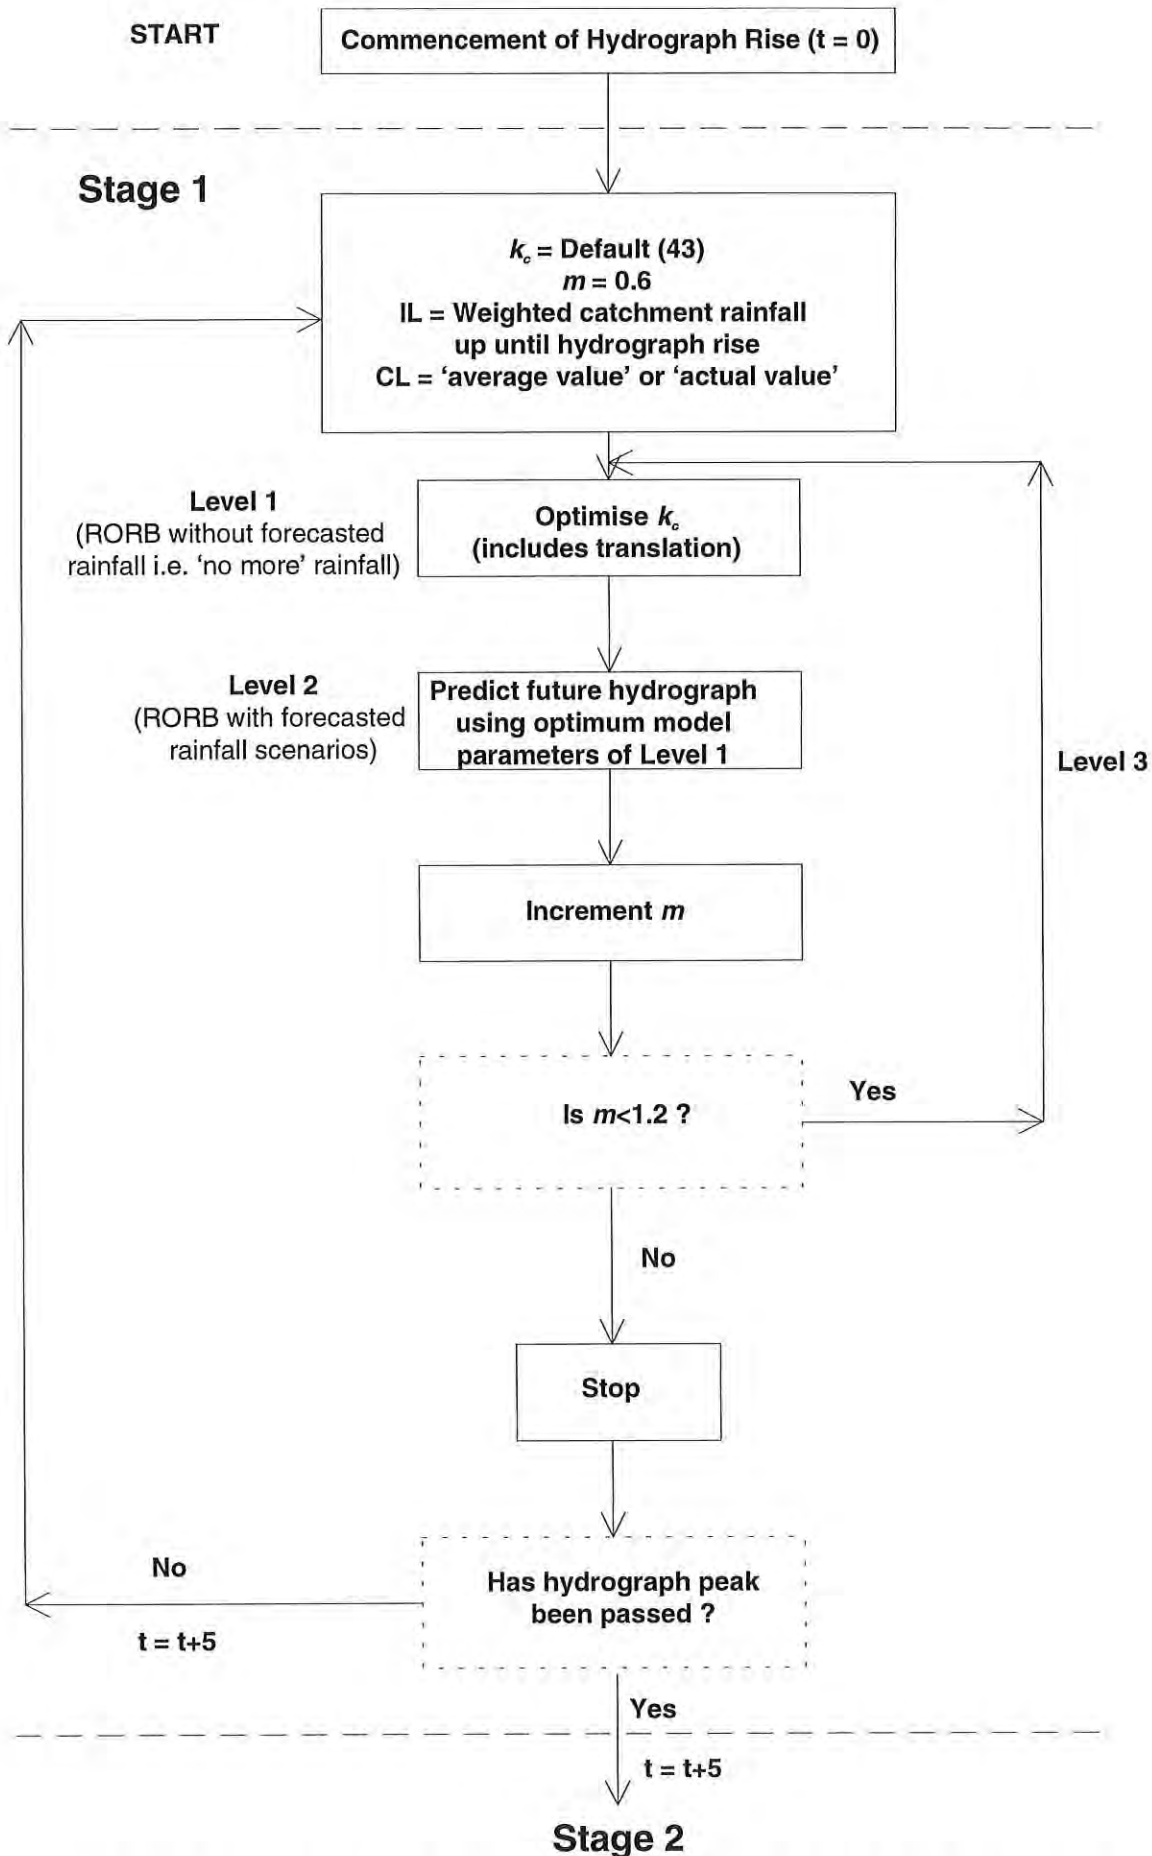 START
Commencement of Hydrograph Rise (t = 0)
Stage 1
k_c = Default (43)
m = 0.6
IL = Weighted catchment rainfall
up until hydrograph rise
CL = ‘average value’ or ‘actual value’
Level 1
(RORB without forecasted
rainfall i.e. ‘no more’ rainfall)
Optimise k_c
(includes translation)
Level 2
(RORB with forecasted
rainfall scenarios)
Predict future hydrograph
using optimum model
parameters of Level 1
Level 3
Increment m
Is m<1.2 ?
Yes
No
Stop
Has hydrograph peak
been passed ?
No
t = t+5
Yes
t = t+5
Stage 2